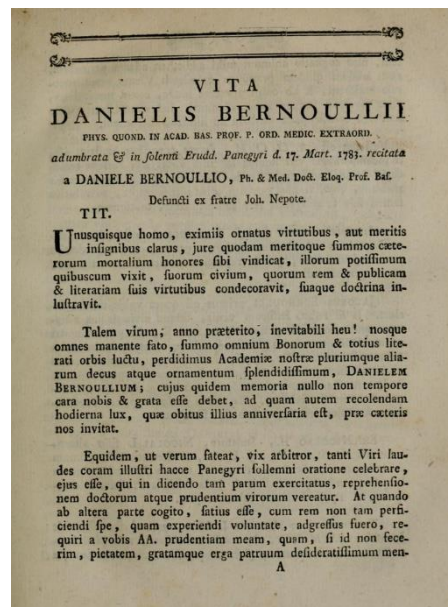 VITA
DANIELIS BERNOULLII
PHYS. QUOND. IN ACAD. BAS. PROF. P. ORD. MEDIC. EXTRAORD.
adumbrata & in ſolenni Erudd. Panegyri d. 17. Mart. 1783. recitata
a DANIELE BERNOULLIO, Ph. & Med. Doct. Eloq. Prof. Baſ.
Defuncti ex fratre Joh. Nepote.
TIT.
Unusquisque homo, eximiis ornatus virtutibus, aut meritis
inſignibus clarus, jure quodam meritoque ſummos cæte-
rorum mortalium honores ſibi vindicat, illorum potiſſimum
quibuscum vixit, ſuorum civium, quorum rem & publicam
& literariam ſuis virtutibus condecoravit, ſuaque doctrina in-
luſtravit.
Talem virum, anno præterito, inevitabili heu! nosque
omnes manente fato, ſummo omnium Bonorum & totius lite-
rati orbis luctu, perdidimus Academiæ noſtræ pluriumque alia-
rum decus atque ornamentum ſplendidiſſimum, DANIELEM
BERNOULLIUM; cujus quidem memoria nullo non tempore
cara nobis & grata eſſe debet, ad quam autem recolendam
hodierna lux, quæ obitus illius anniverſaria eſt, præ cæteris
nos invitat.
Equidem, ut verum fatear, vix arbitror, tanti Viri lau-
des coram illuſtri hacce Panegyri ſollemni oratione celebrare,
ejus eſſe, qui in dicendo tam parum exercitatus, reprehenſio-
nem doctorum atque prudentium virorum vereatur. At quando
ab altera parte cogito, ſatius eſſe, cum rem non tam perfi-
ciendi ſpe, quam experiendi voluntate, adgreſſus fuero, re-
quiri a vobis AA. prudentiam meam, quam, ſi id non fece-
rim, pietatem, gratamque erga patruum deſideratiſſimum men-
A